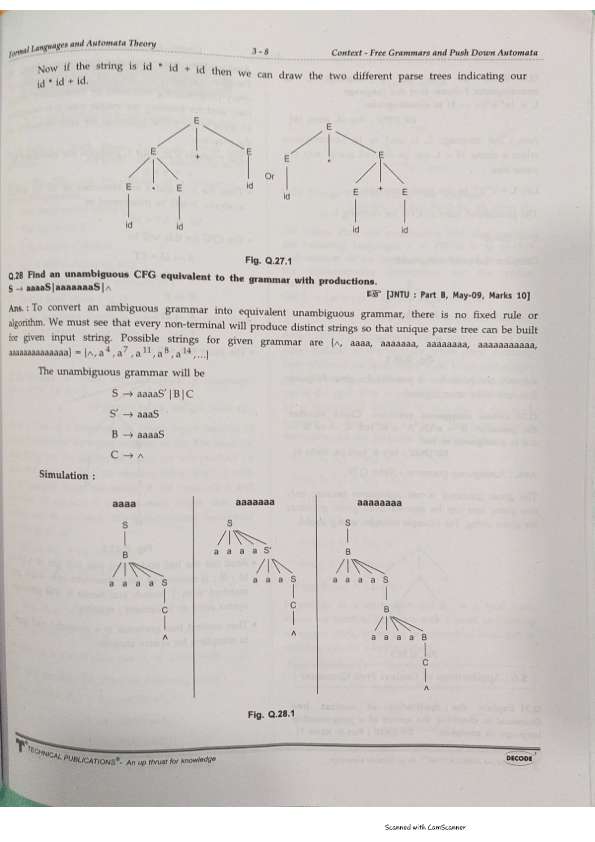 Formal Languages and Automata Theory 3 - 8 Context - Free Grammars and Push Down Automata
Now if the string is id * id + id then we can draw the two different parse trees indicating our
id * id + id.
E
E + E
E * E id
id id
Or
E
E * E
id E + E
id id
Fig. Q.27.1
Q.28 Find an unambiguous CFG equivalent to the grammar with productions.
S → aaaaS|aaaaaaaS|∧
[JNTU : Part B, May-09, Marks 10]
Ans. : To convert an ambiguous grammar into equivalent unambiguous grammar, there is no fixed rule or
algorithm. We must see that every non-terminal will produce distinct strings so that unique parse tree can be built
for given input string. Possible strings for given grammar are {∧, aaaa, aaaaaaa, aaaaaaaa, aaaaaaaaaaa,
aaaaaaaaaaaaaa} = {∧, a⁴, a⁷, a¹¹, a⁸, a¹⁴, ...}
The unambiguous grammar will be
S → aaaaS'|B|C
S' → aaaS
B → aaaaS
C → ∧
Simulation :
aaaa
S
B
a a a a S
C
∧
aaaaaaa
S
a a a a S'
a a a S
C
∧
aaaaaaaa
S
B
a a a a S
B
a a a a B
C
∧
Fig. Q.28.1
TECHNICAL PUBLICATIONS®- An up thrust for knowledge
DECODE
Scanned with CamScanner